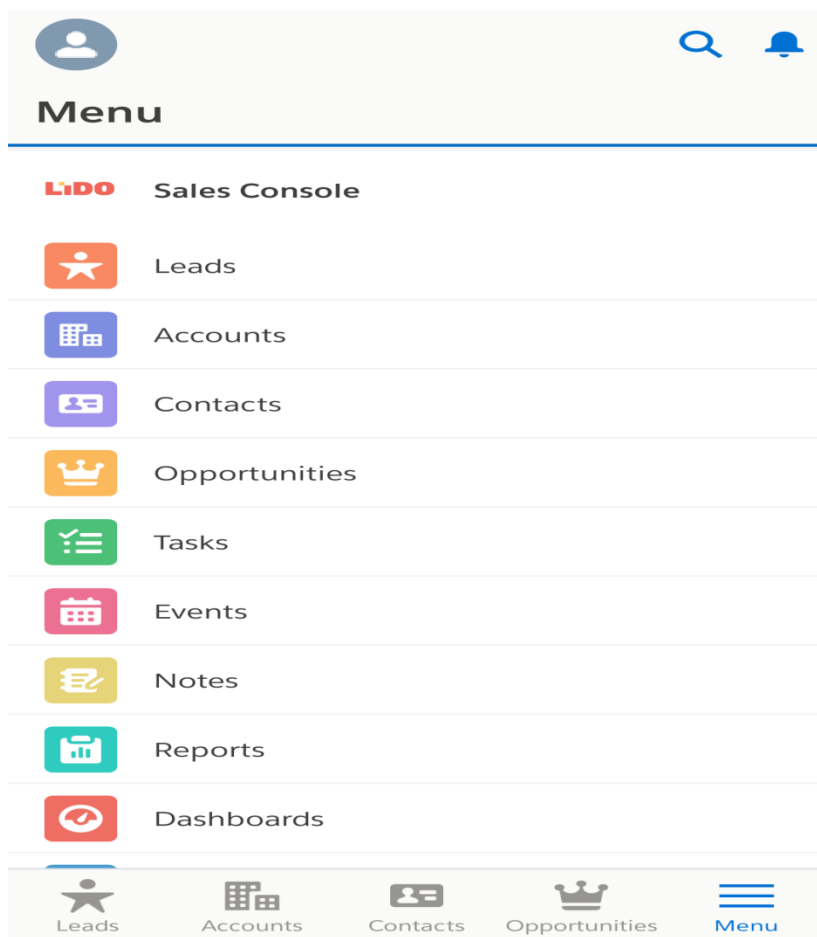 Menu
LiDO Sales Console
Leads
Accounts
Contacts
Opportunities
Tasks
Events
Notes
Reports
Dashboards
Leads Accounts Contacts Opportunities Menu